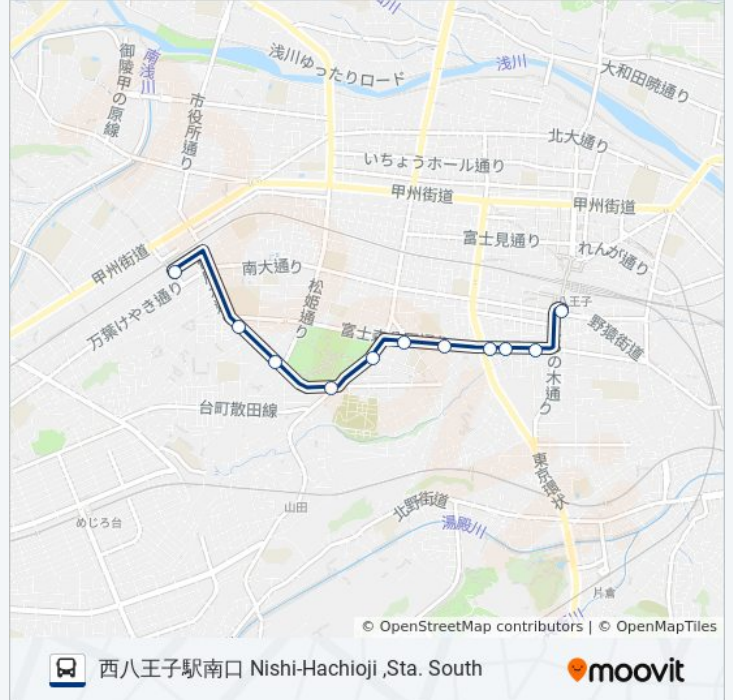 川
御陵甲の原線
南浅川
浅川ゆったりロード
浅川
大和田暁通り
市役所通り
北大通り
いちょうホール通り
甲州街道
甲州街道
富士見通り
れんが通り
甲州街道
南大通り
万葉けやき通り
松姫通り
王子
野猿街道
の木通り
台町散田線
東京環状
山田
北野街道
めじろ台
湯殿川
片倉
© OpenStreetMap contributors | © OpenMapTiles
西八王子駅南口 Nishi-Hachioji ,Sta. South
moovit